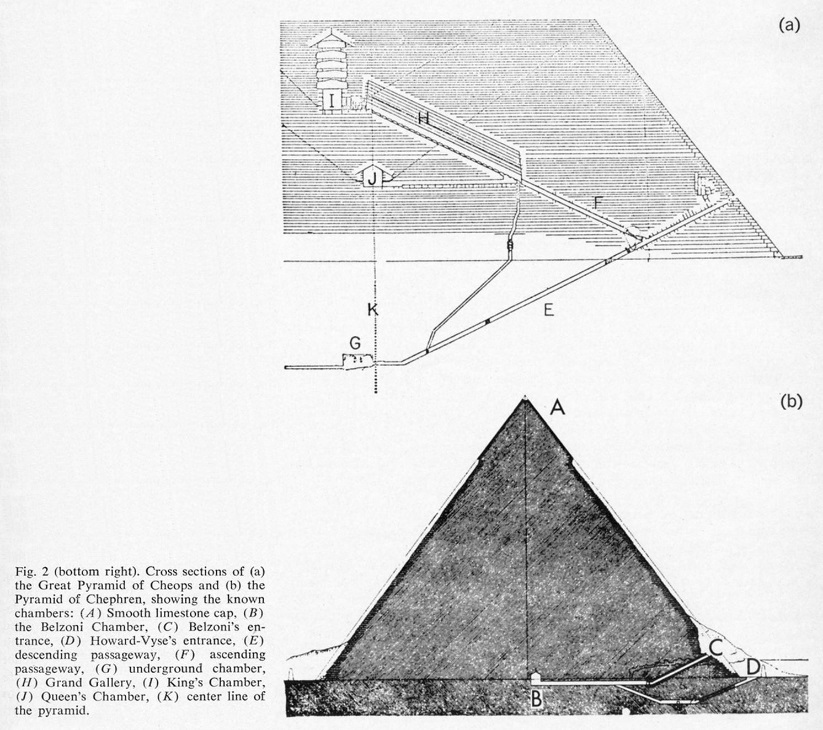 (a)
I
H
J
F
K
E
G
(b)
A
C
D
B
Fig. 2 (bottom right). Cross sections of (a)
the Great Pyramid of Cheops and (b) the
Pyramid of Chephren, showing the known
chambers: (A) Smooth limestone cap, (B)
the Belzoni Chamber, (C) Belzoni's en-
trance, (D) Howard-Vyse's entrance, (E)
descending passageway, (F) ascending
passageway, (G) underground chamber,
(H) Grand Gallery, (I) King's Chamber,
(J) Queen's Chamber, (K) center line of
the pyramid.